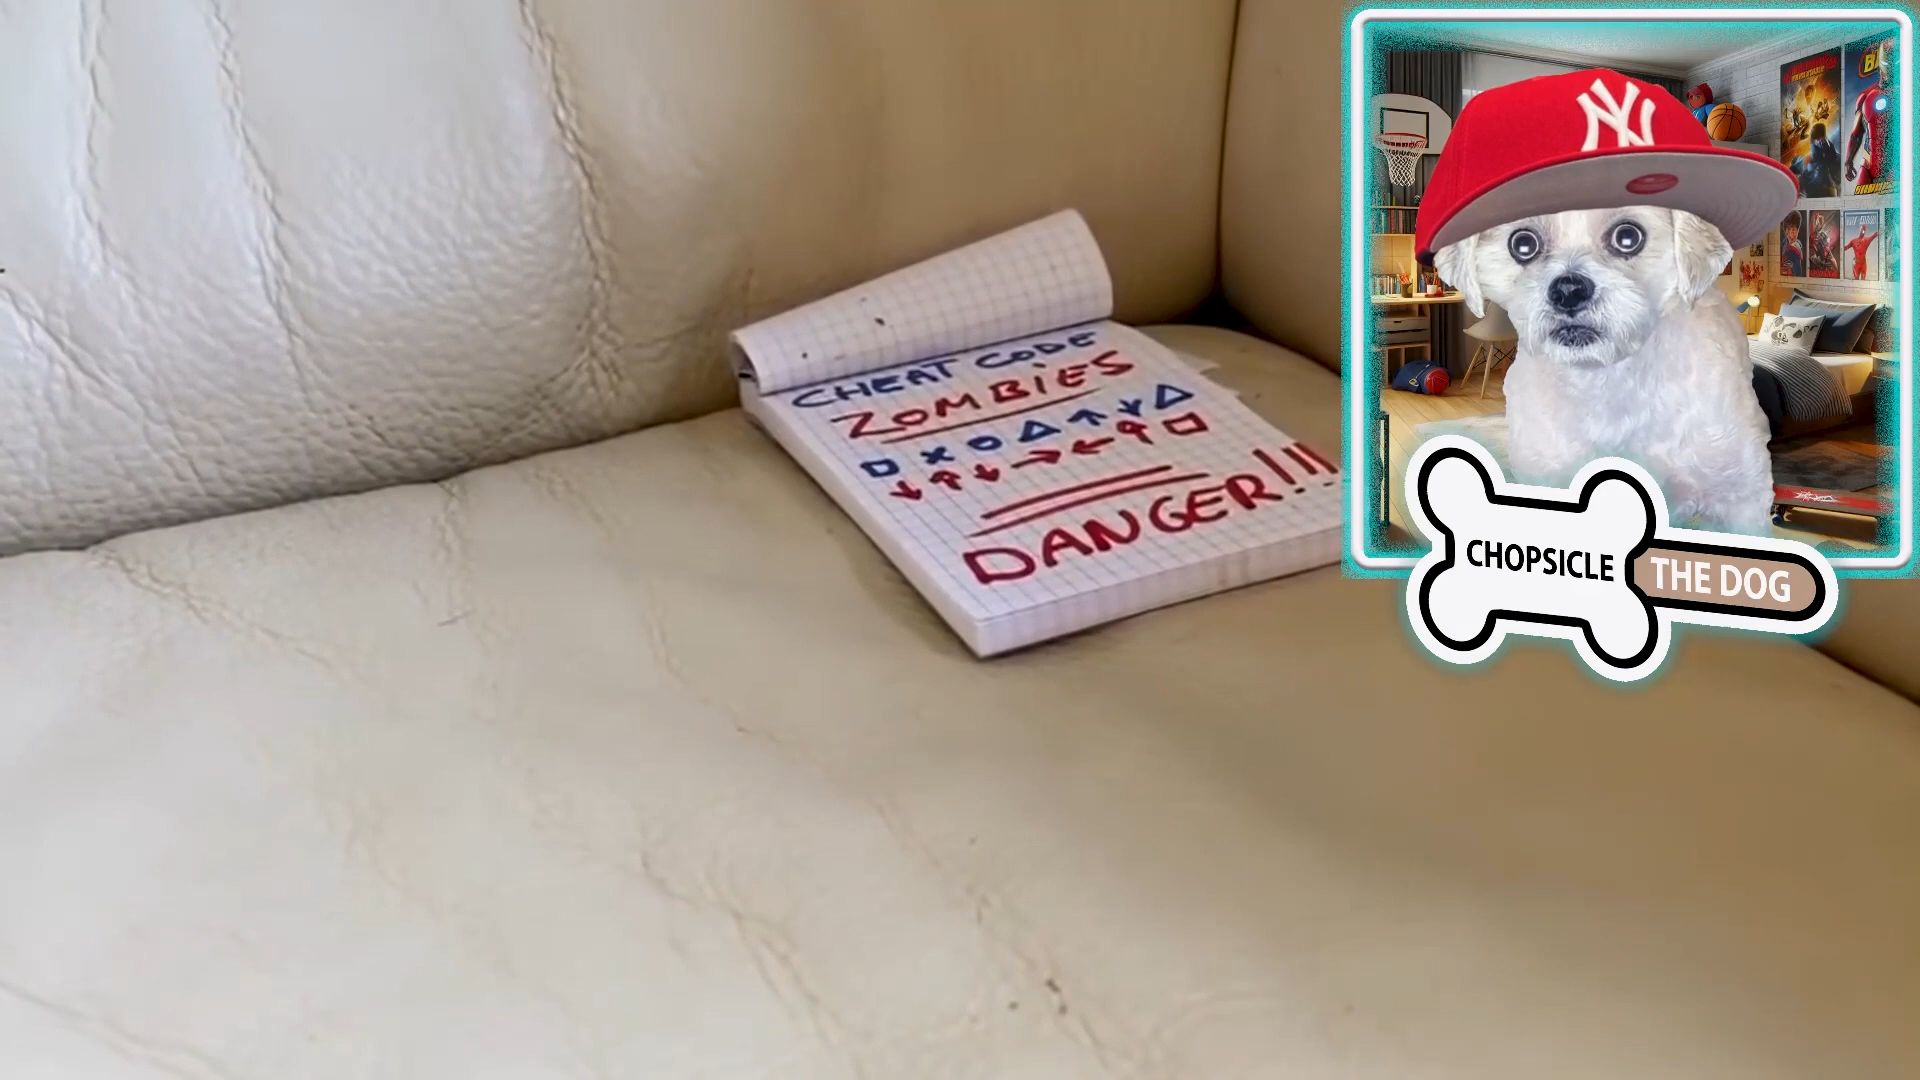 CHEAT CODE
ZOMBIES
□ × ○ △ ↑ ↓ △
↓ ↑ ↓ → ← ↑ □
DANGER!!!
NY
CHOPSICLE THE DOG